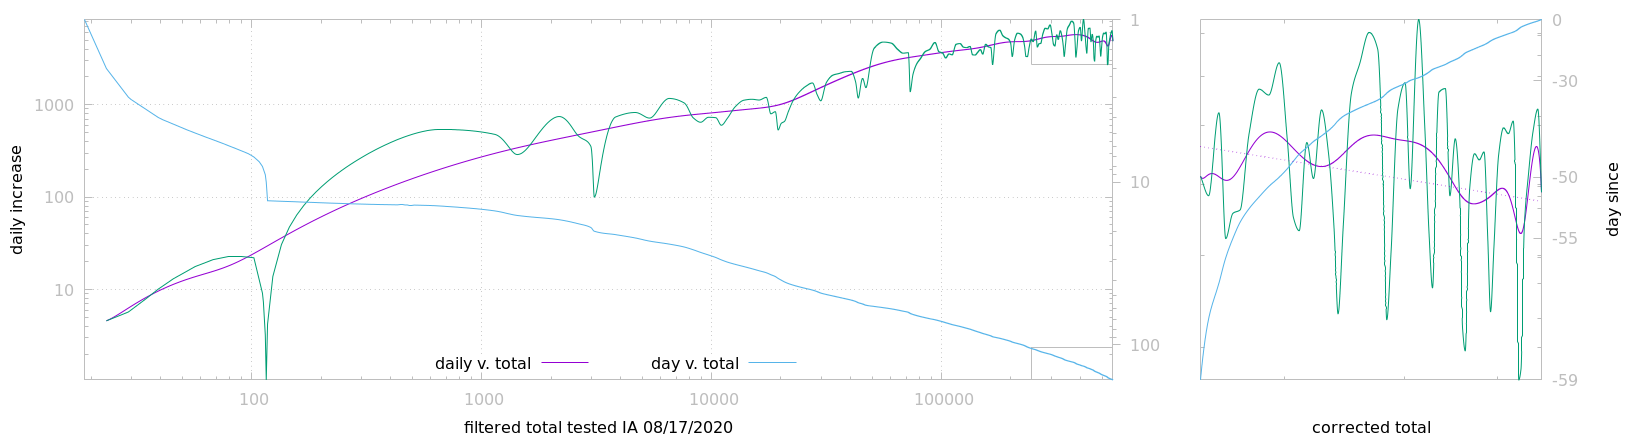 daily increase
1000
100
10
daily v. total
day v. total
100
1000
10000
100000
filtered total tested IA 08/17/2020
1
10
100
0
-30
-50
-55
-59
day since
corrected total